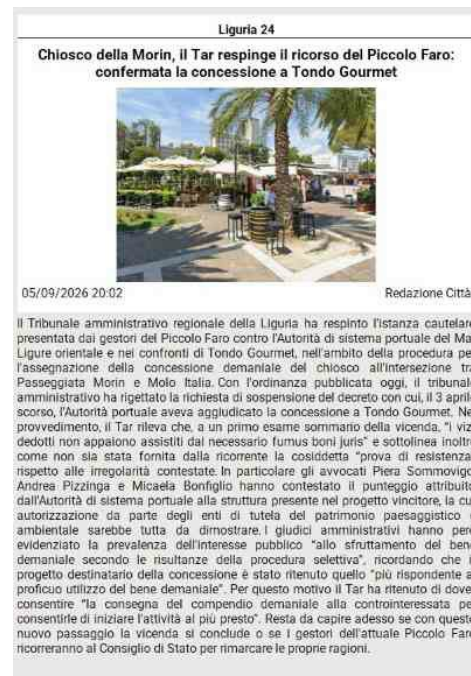 Liguria 24
Chiosco della Morin, il Tar respinge il ricorso del Piccolo Faro:
confermata la concessione a Tondo Gourmet
05/09/2026 20:02 Redazione Città
Il Tribunale amministrativo regionale della Liguria ha respinto l'istanza cautelare
presentata dai gestori del Piccolo Faro contro l'Autorità di sistema portuale del Mar
Ligure orientale e nei confronti di Tondo Gourmet, nell'ambito della procedura per
l'assegnazione della concessione demaniale del chiosco all'intersezione tra
Passeggiata Morin e Molo Italia. Con l'ordinanza pubblicata oggi, il tribunale
amministrativo ha rigettato la richiesta di sospensione del decreto con cui, il 3 aprile
scorso, l'Autorità portuale aveva aggiudicato la concessione a Tondo Gourmet. Nel
provvedimento, il Tar rileva che, a un primo esame sommario della vicenda, "i vizi
dedotti non appaiono assistiti dal necessario fumus boni juris" e sottolinea inoltre
come non sia stata fornita dalla ricorrente la cosiddetta "prova di resistenza"
rispetto alle irregolarità contestate. In particolare gli avvocati Piera Sommovigo,
Andrea Pizzinga e Micaela Bonfiglio hanno contestato il punteggio attribuito
dall'Autorità di sistema portuale alla struttura presente nel progetto vincitore, la cui
autorizzazione da parte degli enti di tutela del patrimonio paesaggistico e
ambientale sarebbe tutta da dimostrare. I giudici amministrativi hanno però
evidenziato la prevalenza dell'interesse pubblico "allo sfruttamento del bene
demaniale secondo le risultanze della procedura selettiva", ricordando che il
progetto destinatario della concessione è stato ritenuto quello "più rispondente al
proficuo utilizzo del bene demaniale". Per questo motivo il Tar ha ritenuto di dover
consentire "la consegna del compendio demaniale alla controinteressata per
consentirle di iniziare l'attività al più presto". Resta da capire adesso se con questo
nuovo passaggio la vicenda si conclude o se i gestori dell'attuale Piccolo Faro
ricorreranno al Consiglio di Stato per rimarcare le proprie ragioni.